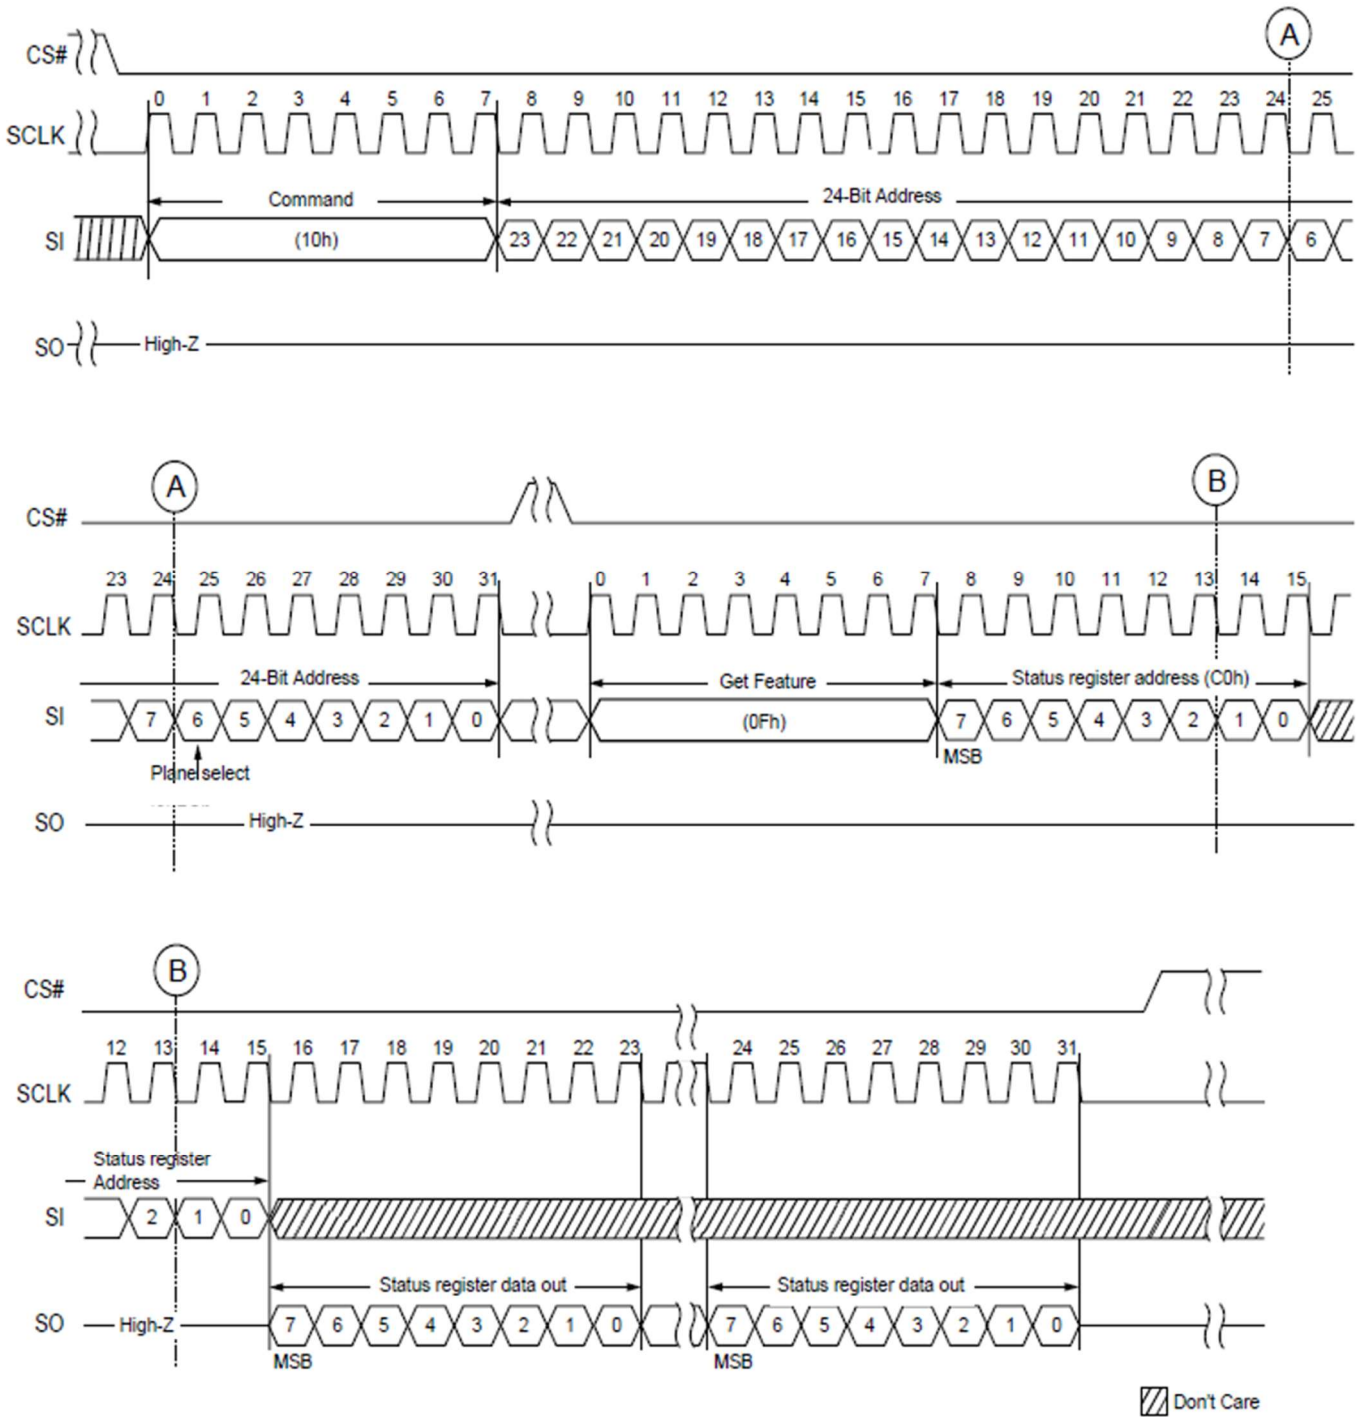 A
CS#
0 1 2 3 4 5 6 7 8 9 10 11 12 13 14 15 16 17 18 19 20 21 22 23 24 25
SCLK
Command 24-Bit Address
SI (10h) 23 22 21 20 19 18 17 16 15 14 13 12 11 10 9 8 7 6
SO High-Z
A B
CS#
23 24 25 26 27 28 29 30 31 0 1 2 3 4 5 6 7 8 9 10 11 12 13 14 15
SCLK
24-Bit Address Get Feature Status register address (C0h)
SI 7 6 5 4 3 2 1 0 (0Fh) 7 6 5 4 3 2 1 0
MSB
Plane select
SO High-Z
B
CS#
12 13 14 15 16 17 18 19 20 21 22 23 24 25 26 27 28 29 30 31
SCLK
Status register
Address
SI 2 1 0
Status register data out Status register data out
SO High-Z 7 6 5 4 3 2 1 0 7 6 5 4 3 2 1 0
MSB MSB
Don't Care